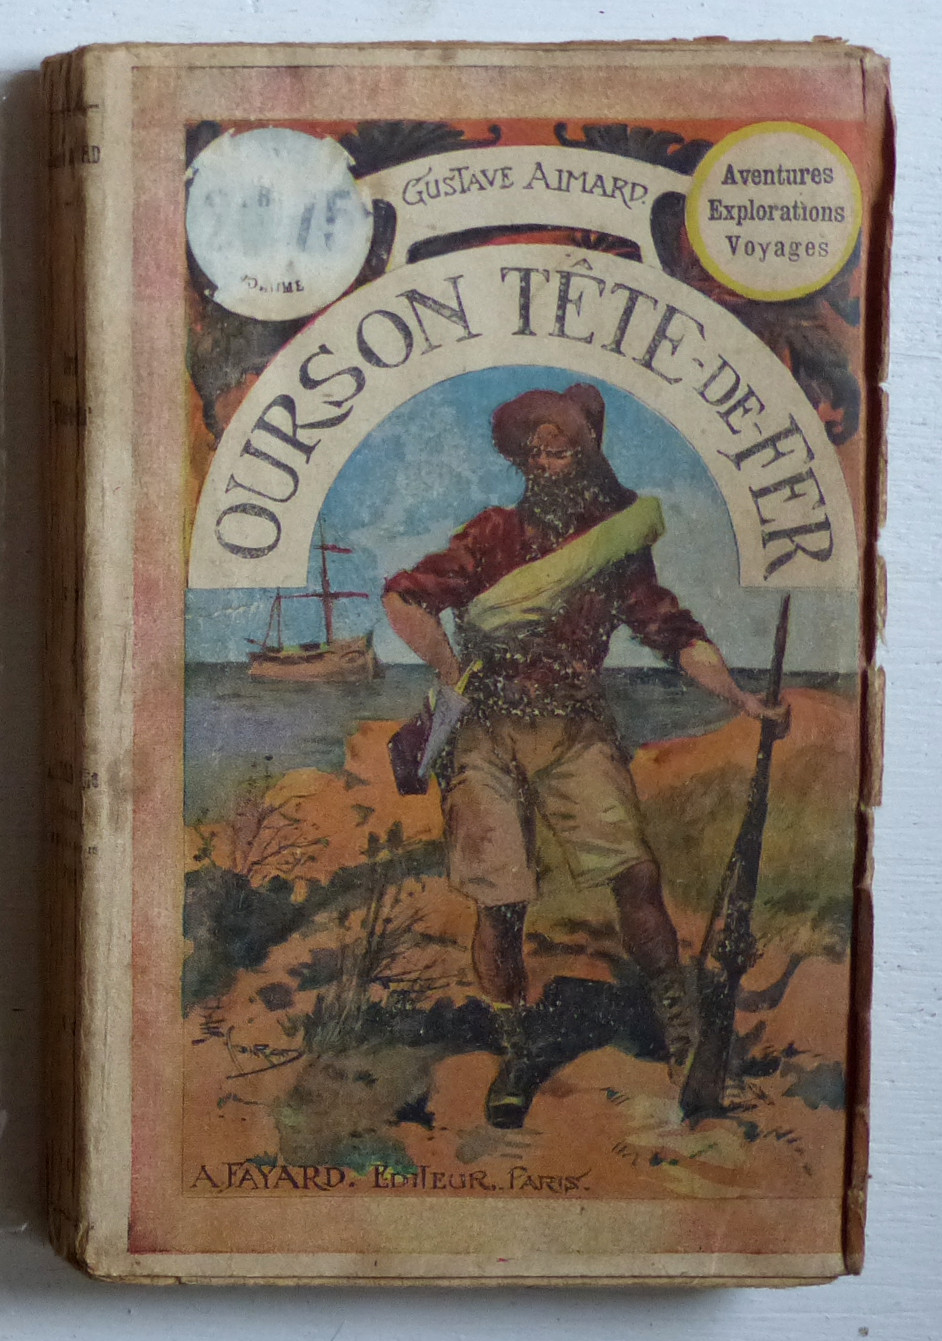 GUSTAVE AIMARD.
Aventures
Explorations
Voyages
OURSON TÊTE-DE-FER
A. FAYARD. EDITEUR. PARIS.